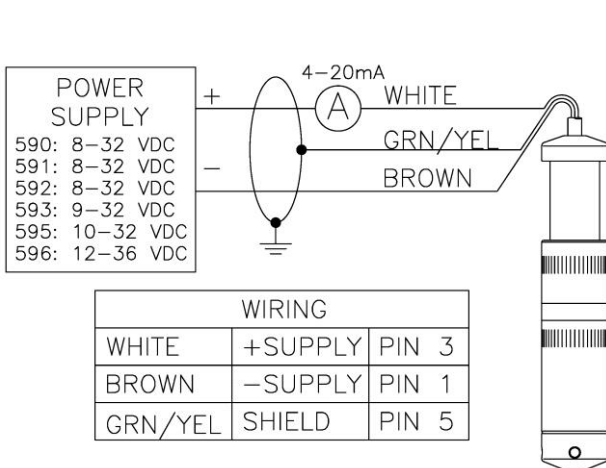 4-20mA
POWER
SUPPLY
+
A
WHITE
590: 8-32 VDC
591: 8-32 VDC
592: 8-32 VDC
593: 9-32 VDC
595: 10-32 VDC
596: 12-36 VDC
-
GRN/YEL
BROWN
WIRING
WHITE +SUPPLY PIN 3
BROWN -SUPPLY PIN 1
GRN/YEL SHIELD PIN 5